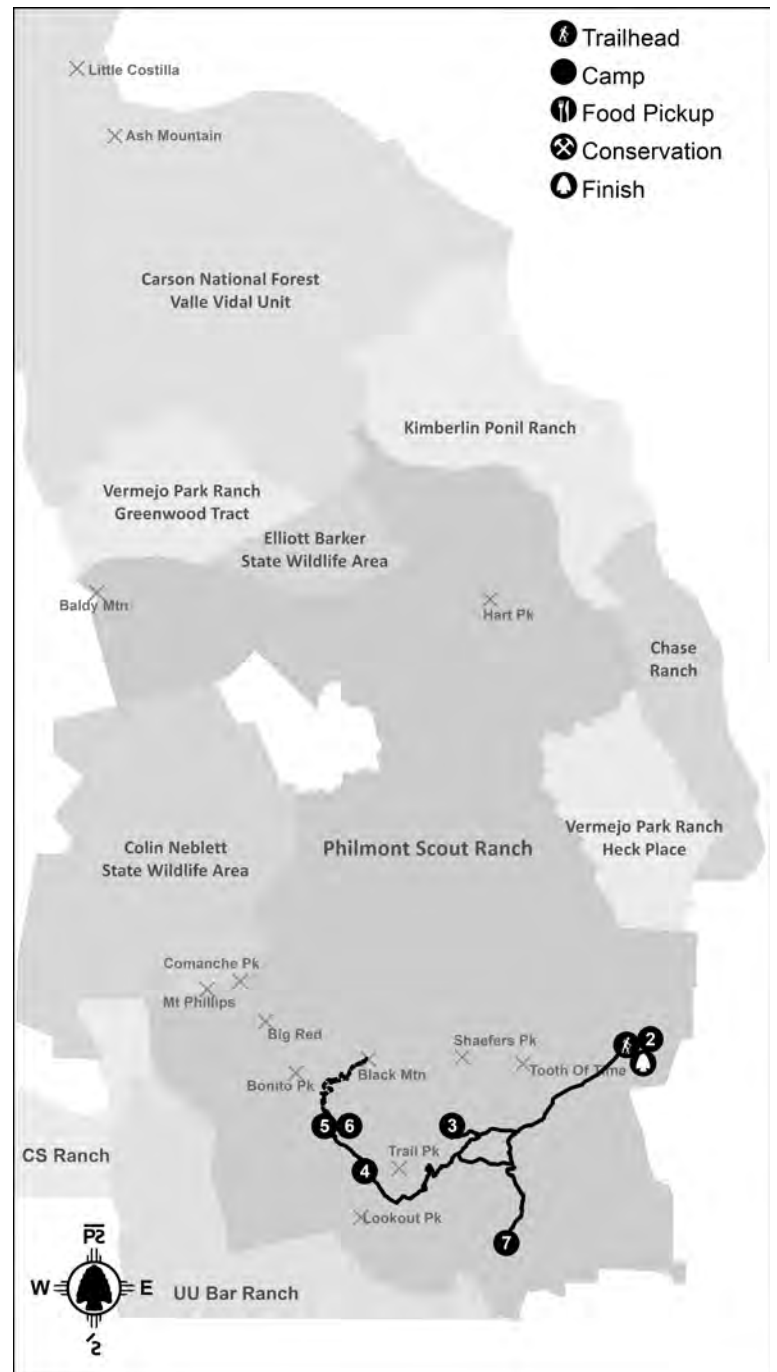 Trailhead
Camp
Food Pickup
Conservation
Finish
Little Costilla
Ash Mountain
Carson National Forest
Valle Vidal Unit
Kimberlin Ponil Ranch
Vermejo Park Ranch
Greenwood Tract
Elliott Barker
State Wildlife Area
Baldy Mtn
Hart Pk
Chase
Ranch
Vermejo Park Ranch
Heck Place
Colin Neblett
State Wildlife Area
Philmont Scout Ranch
Comanche Pk
Mt Phillips
Big Red
Bonito Pk
Black Mtn
Shaefers Pk
Tooth Of Time
2
5
6
3
4
Trail Pk
Lookout Pk
7
CS Ranch
UU Bar Ranch
W
E